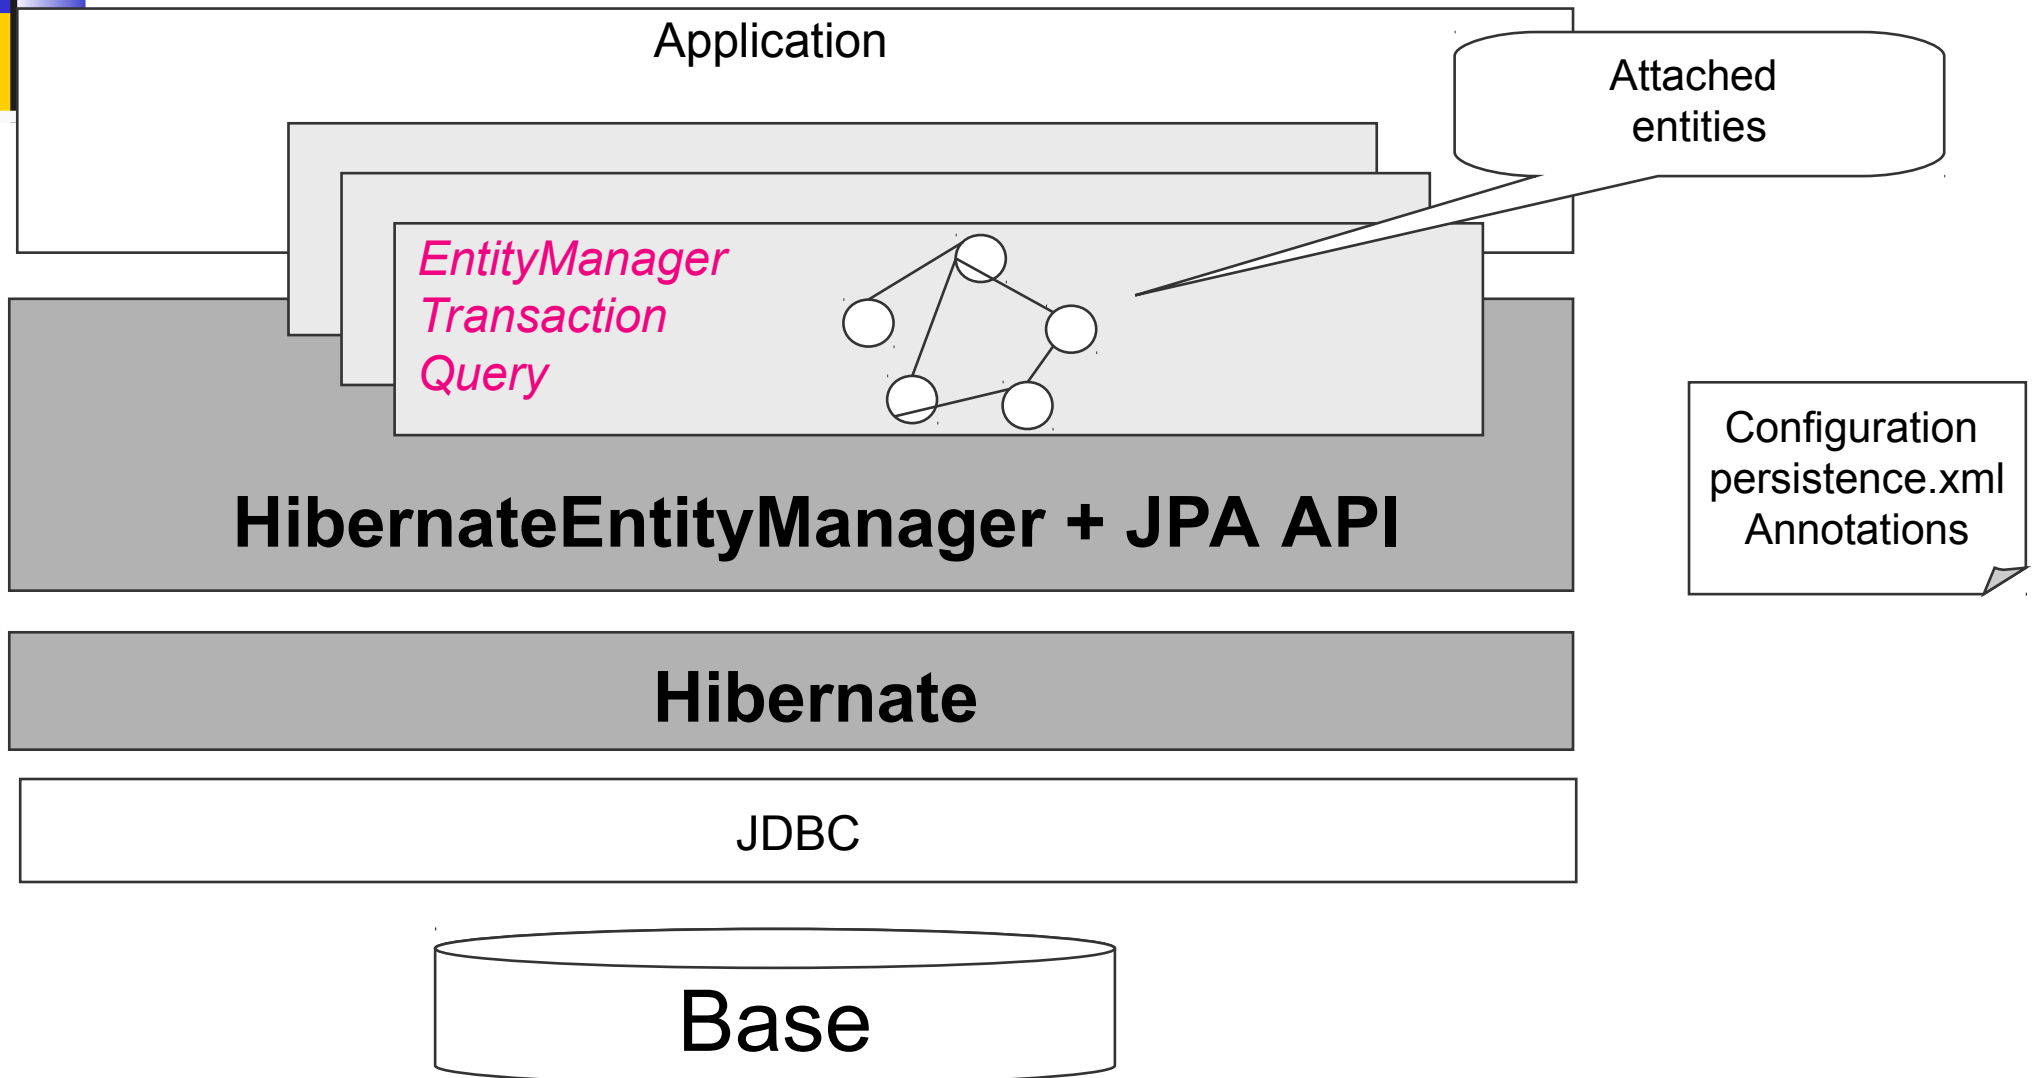 Application
Attached
entities
EntityManager
Transaction
Query
HibernateEntityManager + JPA API
Configuration
persistence.xml
Annotations
Hibernate
JDBC
Base